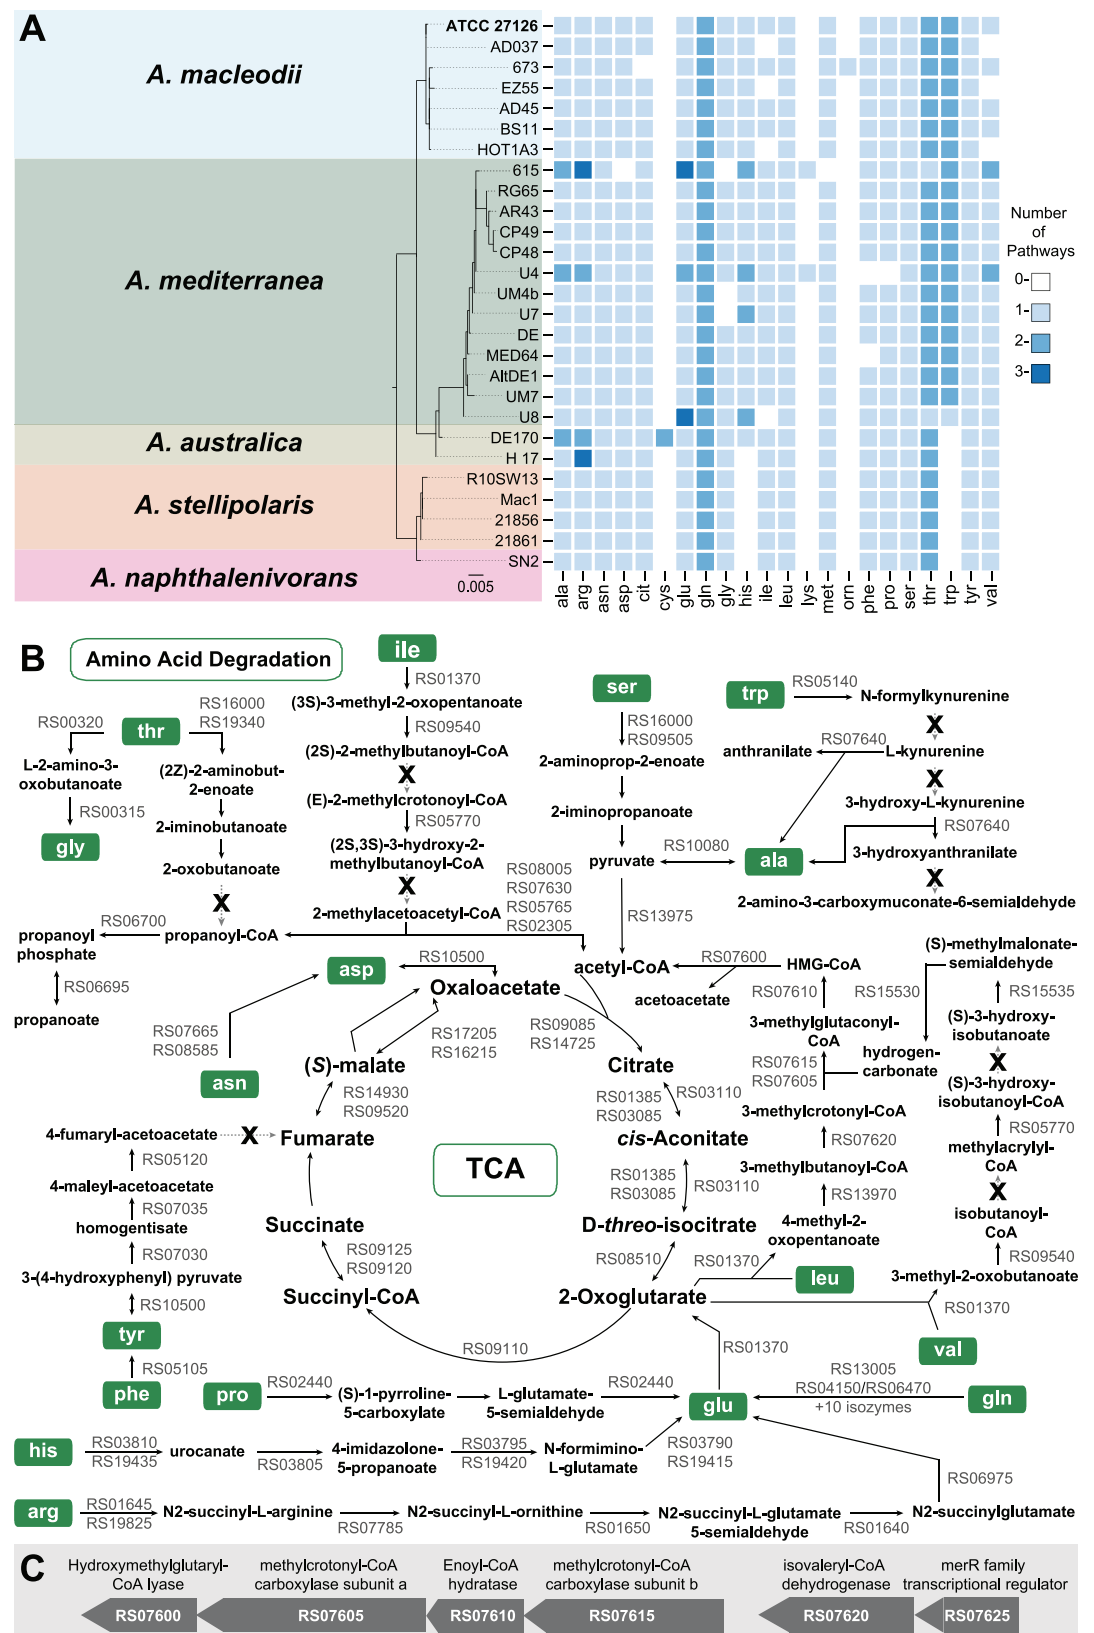 A
A. macleodii
A. mediterranea
A. australica
A. stellipolaris
A. naphthalenivorans
ATCC 27126
AD037
673
EZ55
AD45
BS11
HOT1A3
615
RG65
AR43
CP49
CP48
U4
UM4b
U7
DE
MED64
AltDE1
UM7
U8
DE170
H 17
R10SW13
Mac1
21856
21861
SN2
0.005
Number
of
Pathways
0
1
2
3
ala
arg
asn
asp
cit
cys
glu
gln
gly
his
ile
leu
lys
met
orn
phe
pro
ser
thr
trp
tyr
val
B
Amino Acid Degradation
ile
RS01370
(3S)-3-methyl-2-oxopentanoate
RS09540
(2S)-2-methylbutanoyl-CoA
X
(E)-2-methylcrotonoyl-CoA
RS05770
(2S,3S)-3-hydroxy-2-
methylbutanoyl-CoA
X
2-methylacetoacetyl-CoA
RS08005
RS07630
RS05765
RS02305
RS00320
thr
RS16000
RS19340
L-2-amino-3-
oxobutanoate
RS00315
gly
(2Z)-2-aminobut-
2-enoate
2-iminobutanoate
2-oxobutanoate
X
propanoyl-CoA
RS06700
propanoyl
phosphate
RS06695
propanoate
ser
RS16000
RS09505
2-aminoprop-2-enoate
2-iminopropanoate
pyruvate
RS10080
ala
RS13975
acetyl-CoA
trp
RS05140
N-formylkynurenine
X
L-kynurenine
RS07640
anthranilate
X
3-hydroxy-L-kynurenine
RS07640
3-hydroxyanthranilate
X
2-amino-3-carboxymuconate-6-semialdehyde
asp
RS10500
Oxaloacetate
RS07665
RS08585
asn
RS17205
RS16215
RS09085
RS14725
(S)-malate
Citrate
RS14930
RS09520
RS01385
RS03085
RS03110
Fumarate
cis-Aconitate
TCA
RS01385
RS03085
RS03110
Succinate
D-threo-isocitrate
RS09125
RS09120
RS08510
Succinyl-CoA
2-Oxoglutarate
RS09110
RS07600
HMG-CoA
acetoacetate
RS07610
3-methylglutaconyl-
CoA
RS07615
RS07605
hydrogen-
carbonate
RS15530
3-methylcrotonyl-CoA
RS07620
3-methylbutanoyl-CoA
RS13970
4-methyl-2-
oxopentanoate
RS01370
leu
(S)-methylmalonate-
semialdehyde
RS15535
(S)-3-hydroxy-
isobutanoate
X
(S)-3-hydroxy-
isobutanoyl-CoA
RS05770
methylacrylyl-
CoA
X
isobutanoyl-
CoA
RS09540
3-methyl-2-oxobutanoate
RS01370
val
4-fumaryl-acetoacetate
X
RS05120
4-maleyl-acetoacetate
RS07035
homogentisate
RS07030
3-(4-hydroxyphenyl) pyruvate
RS10500
tyr
RS05105
phe
pro
RS02440
(S)-1-pyrroline-
5-carboxylate
L-glutamate-
5-semialdehyde
RS02440
glu
RS01370
RS13005
RS04150/RS06470
+10 isozymes
gln
his
RS03810
RS19435
urocanate
RS03805
4-imidazolone-
5-propanoate
RS03795
RS19420
N-formimino-
L-glutamate
RS03790
RS19415
RS06975
arg
RS01645
RS19825
N2-succinyl-L-arginine
RS07785
N2-succinyl-L-ornithine
RS01650
N2-succinyl-L-glutamate
5-semialdehyde
RS01640
N2-succinylglutamate
C
Hydroxymethylglutaryl-
CoA lyase
methylcrotonyl-CoA
carboxylase subunit a
Enoyl-CoA
hydratase
methylcrotonyl-CoA
carboxylase subunit b
isovaleryl-CoA
dehydrogenase
merR family
transcriptional regulator
RS07600
RS07605
RS07610
RS07615
RS07620
RS07625